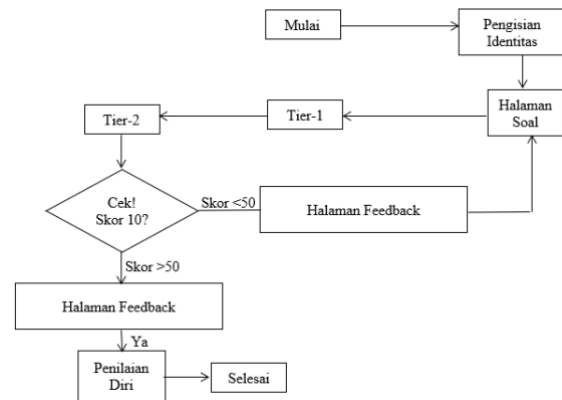 Mulai
Pengisian
Identitas
Halaman
Soal
Tier-1
Tier-2
Cek!
Skor 10?
Skor <50
Halaman Feedback
Skor >50
Halaman Feedback
Ya
Penilaian
Diri
Selesai